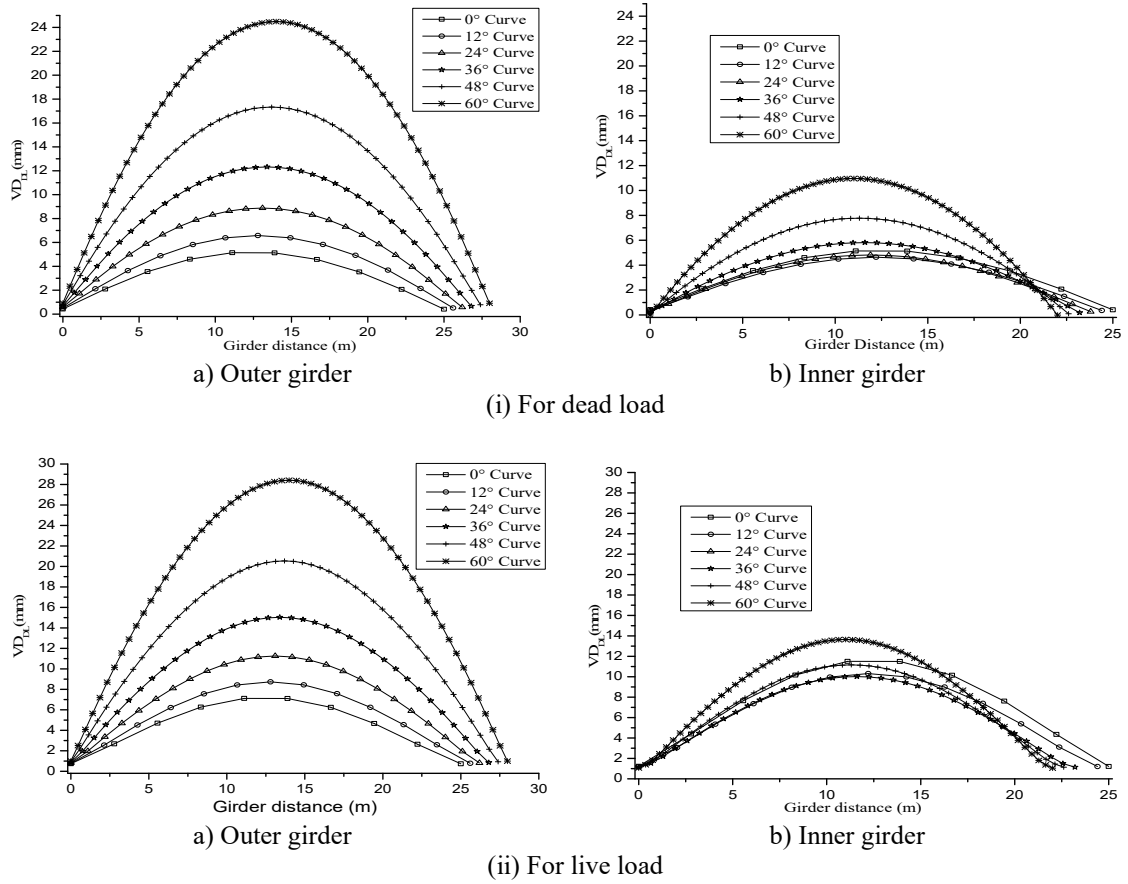 24
22
20
18
16
14
12
10
8
6
4
2
0
VD_DL(mm)
0 5 10 15 20 25 30
Girder distance (m)
0° Curve
12° Curve
24° Curve
36° Curve
48° Curve
60° Curve
a) Outer girder
24
22
20
18
16
14
12
10
8
6
4
2
0
VD_DL(mm)
0 5 10 15 20 25
Girder Distance (m)
0° Curve
12° Curve
24° Curve
36° Curve
48° Curve
60° Curve
b) Inner girder
(i) For dead load
30
28
26
24
22
20
18
16
14
12
10
8
6
4
2
0
VD_DL(mm)
0 5 10 15 20 25 30
Girder distance (m)
0° Curve
12° Curve
24° Curve
36° Curve
48° Curve
60° Curve
a) Outer girder
30
28
26
24
22
20
18
16
14
12
10
8
6
4
2
0
VD_DL(mm)
0 5 10 15 20 25
Girder distance (m)
0° Curve
12° Curve
24° Curve
36° Curve
48° Curve
60° Curve
b) Inner girder
(ii) For live load